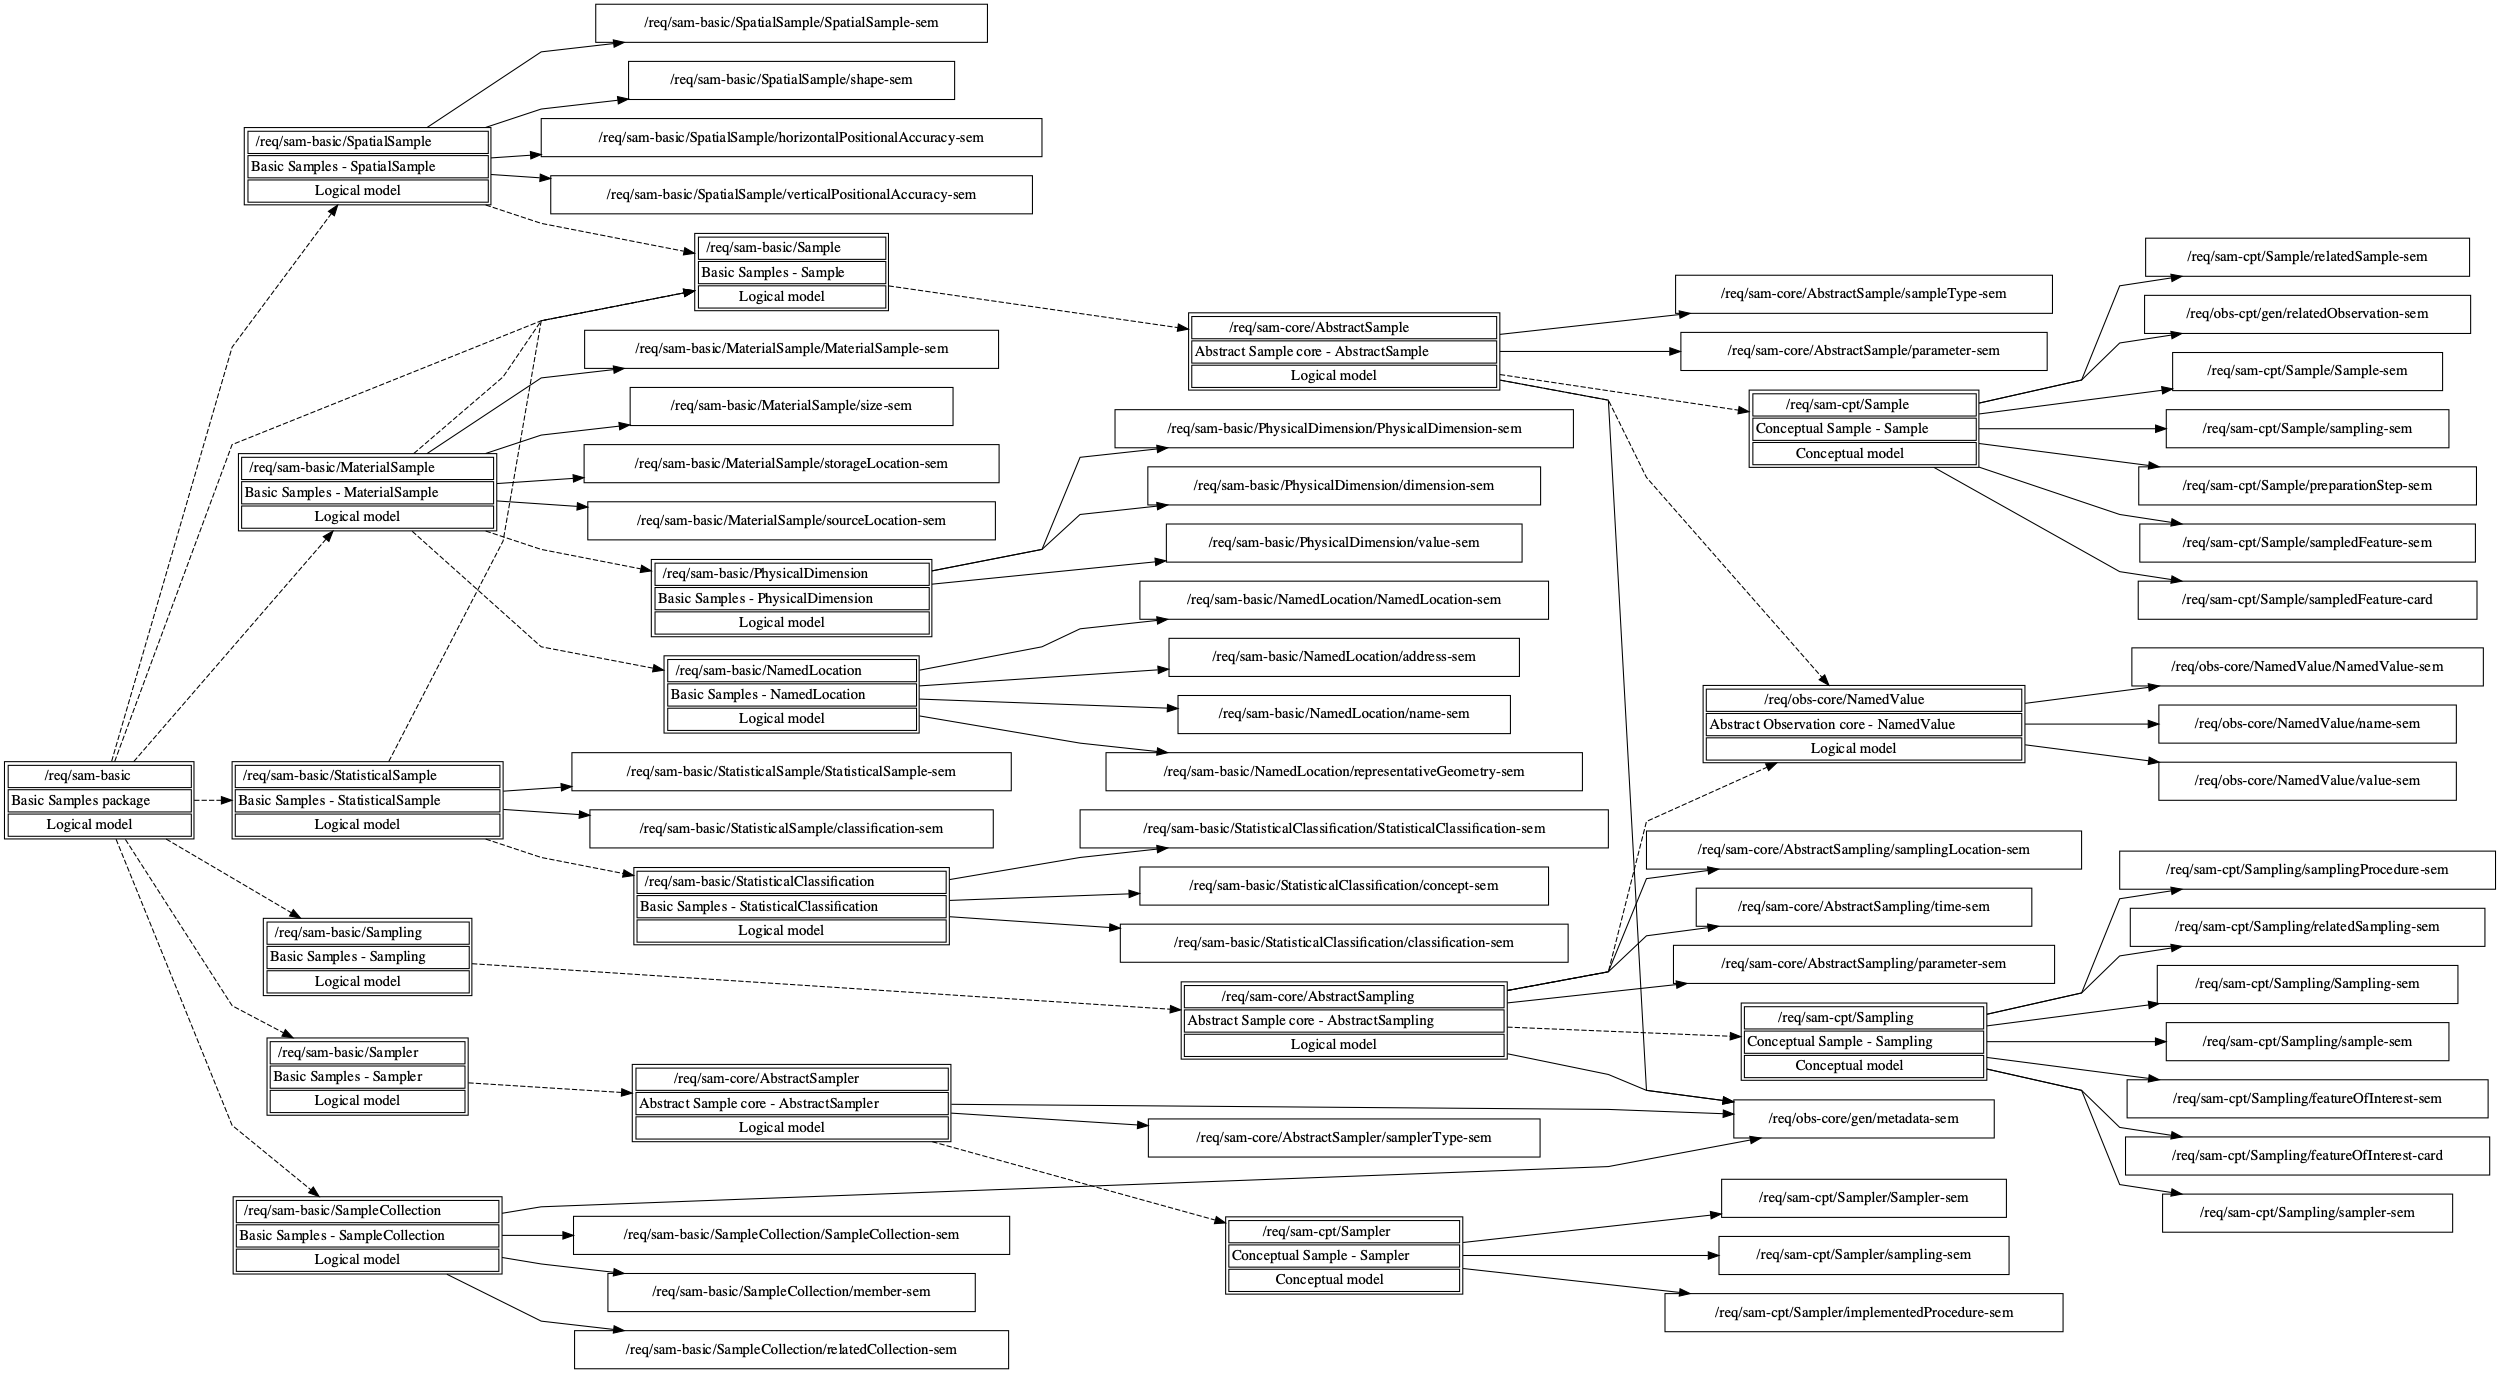 /req/sam-basic/SpatialSample/SpatialSample-sem
/req/sam-basic/SpatialSample/shape-sem
/req/sam-basic/SpatialSample/horizontalPositionalAccuracy-sem
/req/sam-basic/SpatialSample/verticalPositionalAccuracy-sem
/req/sam-basic/SpatialSample
Basic Samples - SpatialSample
Logical model
/req/sam-basic/Sample
Basic Samples - Sample
Logical model
/req/sam-basic/MaterialSample/MaterialSample-sem
/req/sam-basic/MaterialSample/size-sem
/req/sam-basic/MaterialSample/storageLocation-sem
/req/sam-basic/MaterialSample/sourceLocation-sem
/req/sam-basic/MaterialSample
Basic Samples - MaterialSample
Logical model
/req/sam-basic/PhysicalDimension
Basic Samples - PhysicalDimension
Logical model
/req/sam-basic/NamedLocation
Basic Samples - NamedLocation
Logical model
/req/sam-basic
Basic Samples package
Logical model
/req/sam-basic/StatisticalSample
Basic Samples - StatisticalSample
Logical model
/req/sam-basic/StatisticalSample/StatisticalSample-sem
/req/sam-basic/StatisticalSample/classification-sem
/req/sam-basic/StatisticalClassification
Basic Samples - StatisticalClassification
Logical model
/req/sam-basic/Sampling
Basic Samples - Sampling
Logical model
/req/sam-basic/Sampler
Basic Samples - Sampler
Logical model
/req/sam-core/AbstractSampler
Abstract Sample core - AbstractSampler
Logical model
/req/sam-basic/SampleCollection
Basic Samples - SampleCollection
Logical model
/req/sam-basic/SampleCollection/SampleCollection-sem
/req/sam-basic/SampleCollection/member-sem
/req/sam-basic/SampleCollection/relatedCollection-sem
/req/sam-core/AbstractSample
Abstract Sample core - AbstractSample
Logical model
/req/sam-basic/PhysicalDimension/PhysicalDimension-sem
/req/sam-basic/PhysicalDimension/dimension-sem
/req/sam-basic/PhysicalDimension/value-sem
/req/sam-basic/NamedLocation/NamedLocation-sem
/req/sam-basic/NamedLocation/address-sem
/req/sam-basic/NamedLocation/name-sem
/req/sam-basic/NamedLocation/representativeGeometry-sem
/req/sam-basic/StatisticalClassification/StatisticalClassification-sem
/req/sam-basic/StatisticalClassification/concept-sem
/req/sam-basic/StatisticalClassification/classification-sem
/req/sam-core/AbstractSampling
Abstract Sample core - AbstractSampling
Logical model
/req/sam-core/AbstractSampler/samplerType-sem
/req/sam-cpt/Sampler
Conceptual Sample - Sampler
Conceptual model
/req/sam-core/AbstractSample/sampleType-sem
/req/sam-core/AbstractSample/parameter-sem
/req/sam-cpt/Sample
Conceptual Sample - Sample
Conceptual model
/req/obs-core/NamedValue
Abstract Observation core - NamedValue
Logical model
/req/sam-core/AbstractSampling/samplingLocation-sem
/req/sam-core/AbstractSampling/time-sem
/req/sam-core/AbstractSampling/parameter-sem
/req/sam-cpt/Sampling
Conceptual Sample - Sampling
Conceptual model
/req/obs-core/gen/metadata-sem
/req/sam-cpt/Sampler/Sampler-sem
/req/sam-cpt/Sampler/sampling-sem
/req/sam-cpt/Sampler/implementedProcedure-sem
/req/sam-cpt/Sample/relatedSample-sem
/req/obs-cpt/gen/relatedObservation-sem
/req/sam-cpt/Sample/Sample-sem
/req/sam-cpt/Sample/sampling-sem
/req/sam-cpt/Sample/preparationStep-sem
/req/sam-cpt/Sample/sampledFeature-sem
/req/sam-cpt/Sample/sampledFeature-card
/req/obs-core/NamedValue/NamedValue-sem
/req/obs-core/NamedValue/name-sem
/req/obs-core/NamedValue/value-sem
/req/sam-cpt/Sampling/samplingProcedure-sem
/req/sam-cpt/Sampling/relatedSampling-sem
/req/sam-cpt/Sampling/Sampling-sem
/req/sam-cpt/Sampling/sample-sem
/req/sam-cpt/Sampling/featureOfInterest-sem
/req/sam-cpt/Sampling/featureOfInterest-card
/req/sam-cpt/Sampling/sampler-sem